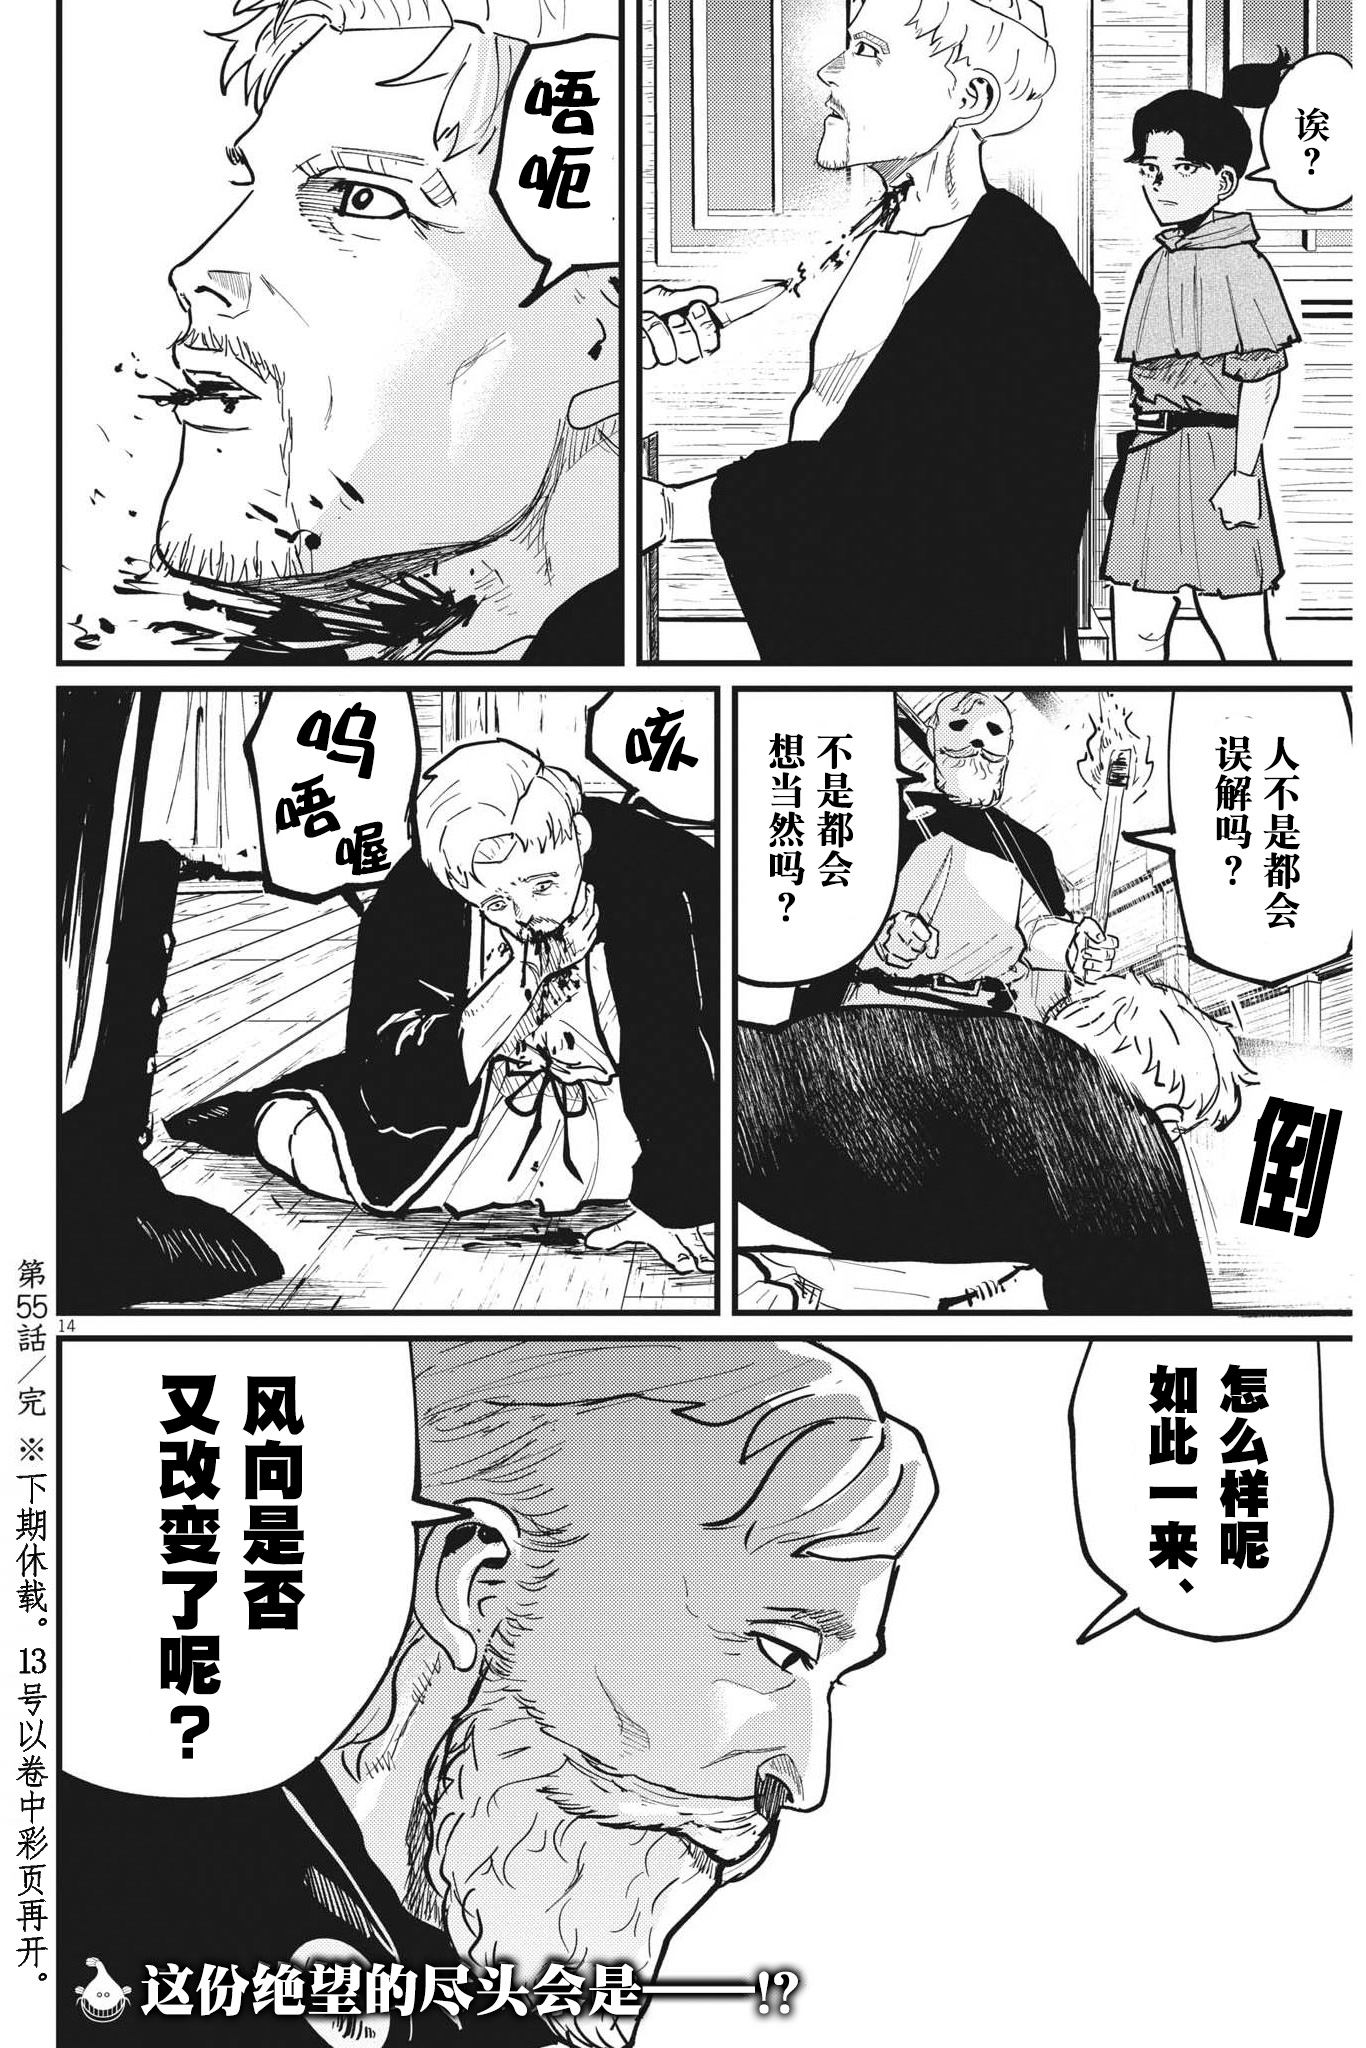 诶?
唔
呃
人不是都会
误解吗?
不是都会
想当然吗?
倒
咳
呜
唔
喔
怎么样呢
如此一来、
风向是否
又改变了呢?
14
第55話/完 ※下期休载。13号以卷中彩页再开。
这份绝望的尽头会是——!?